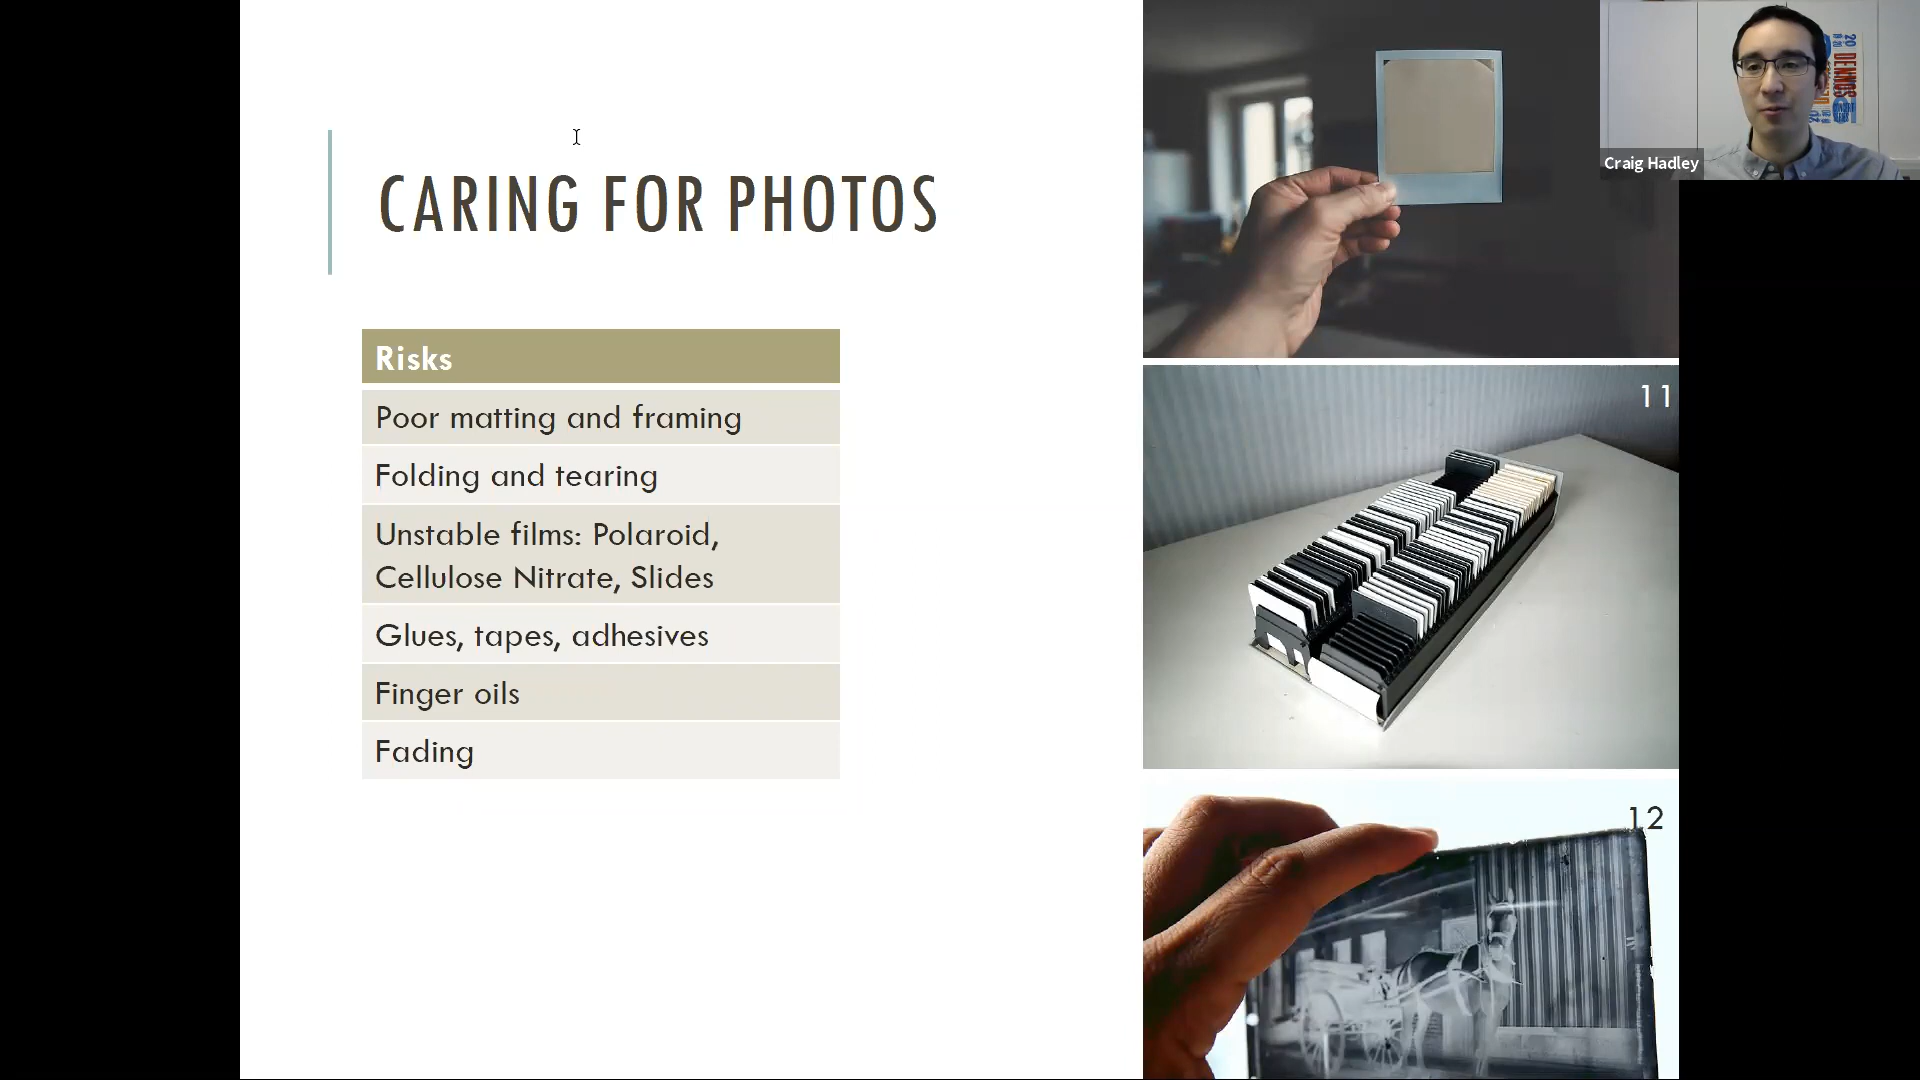 CARING FOR PHOTOS
Risks
Poor matting and framing
Folding and tearing
Unstable films: Polaroid,
Cellulose Nitrate, Slides
Glues, tapes, adhesives
Finger oils
Fading
11
12
Craig Hadley
DENNOS